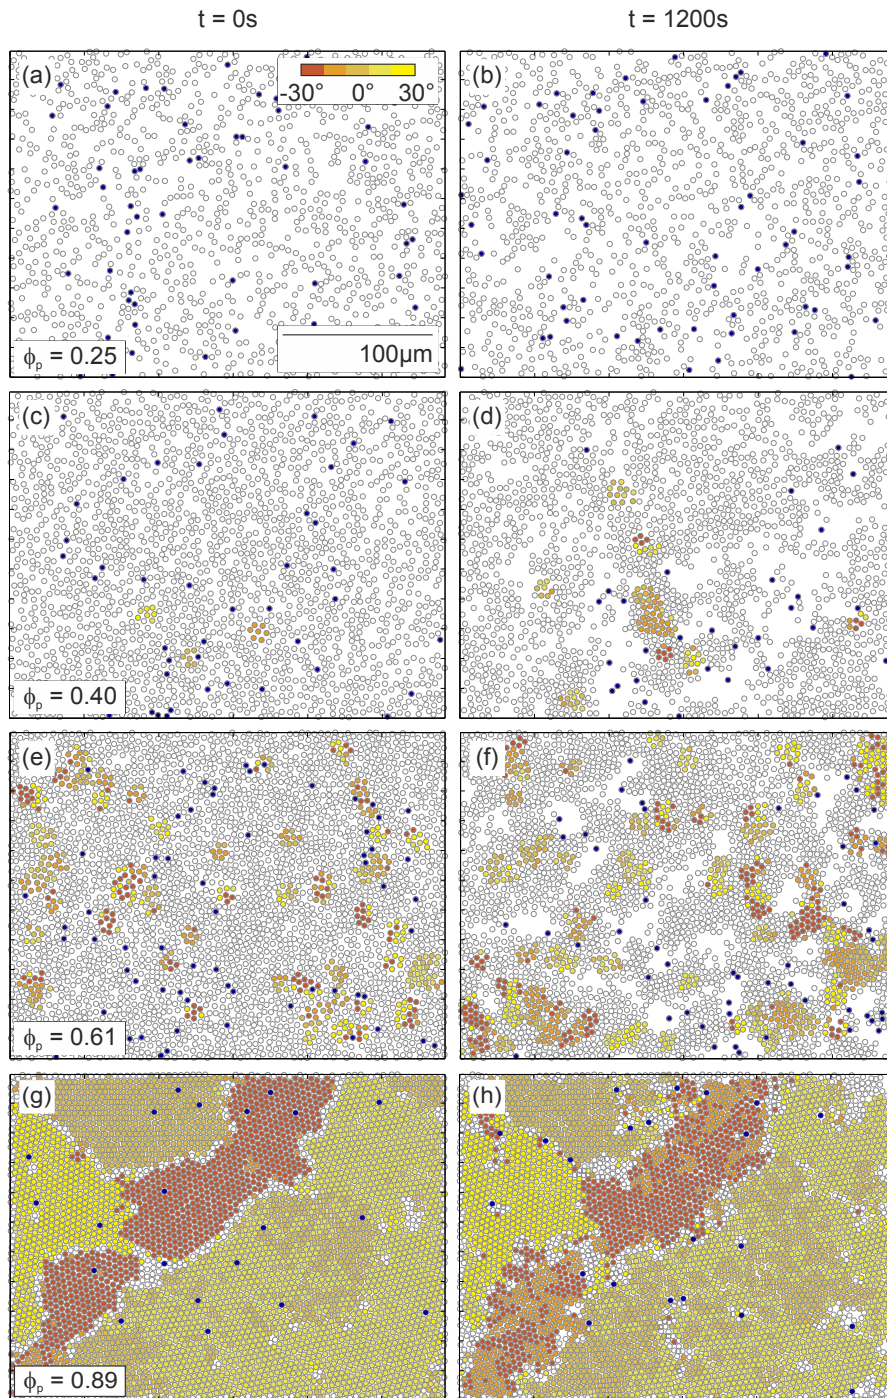 t = 0s
t = 1200s
(a)
-30° 0° 30°
(b)
100μm
ϕp = 0.25
(c)
(d)
ϕp = 0.40
(e)
(f)
ϕp = 0.61
(g)
(h)
ϕp = 0.89